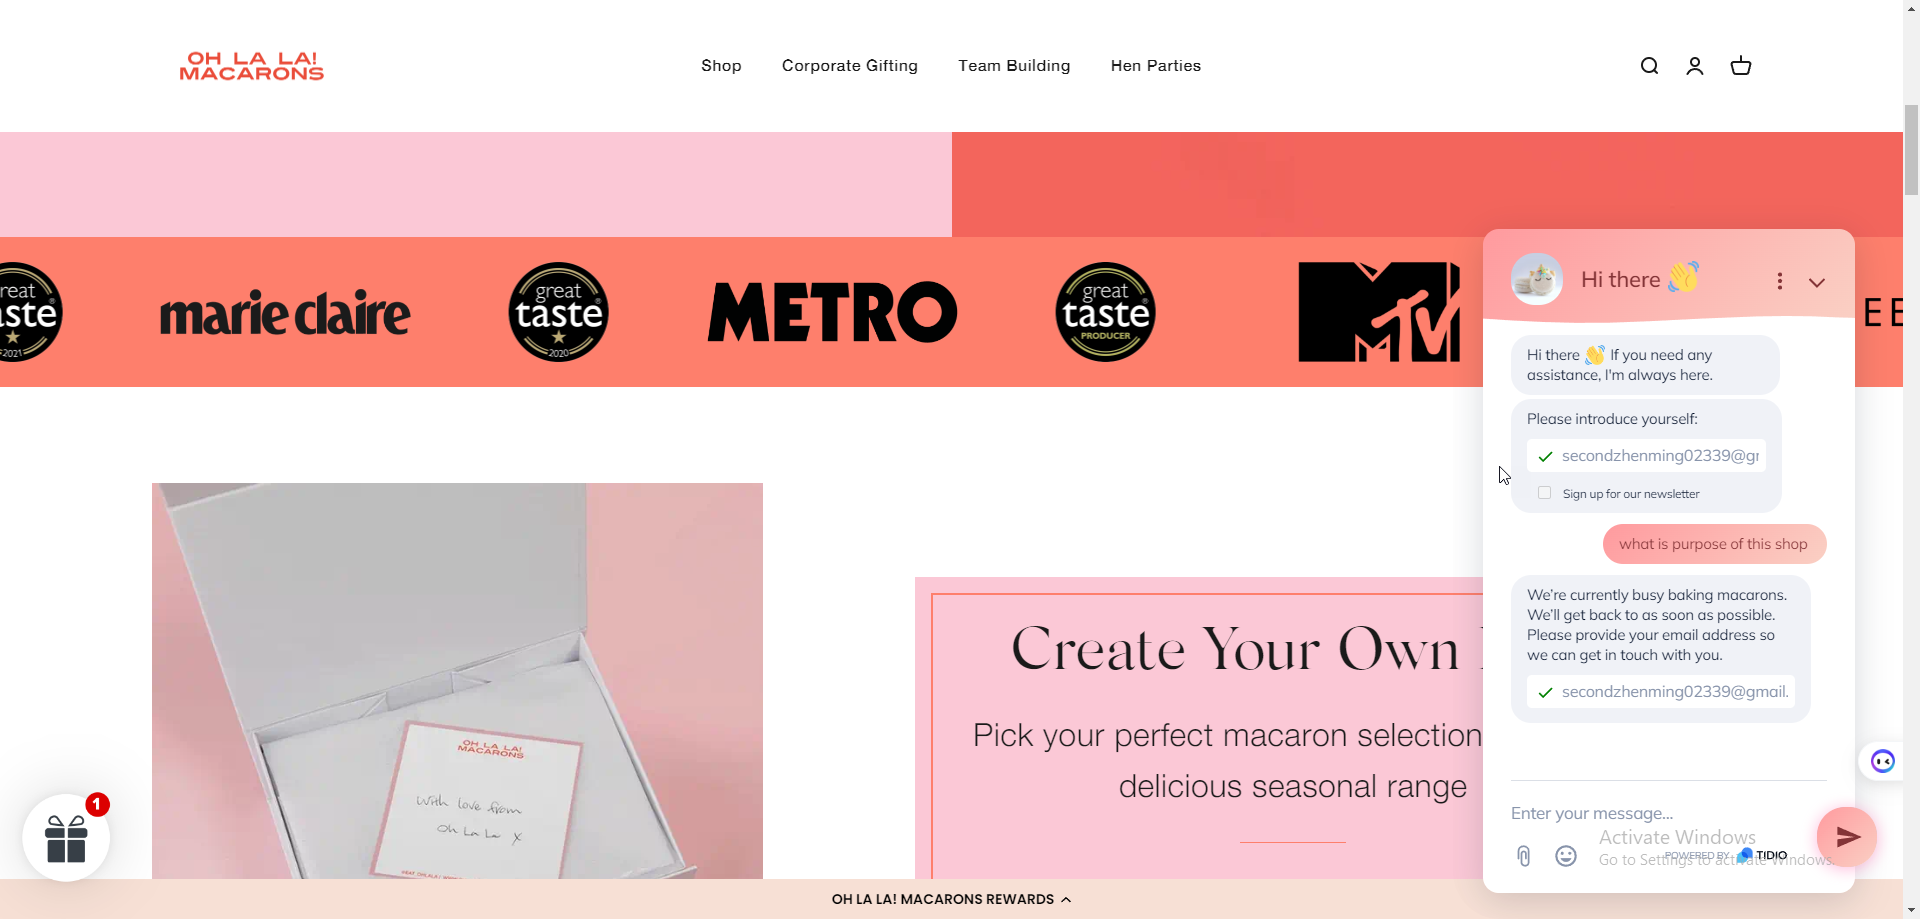 OH LA LA!
MACARONS
Shop
Corporate Gifting
Team Building
Hen Parties
great
taste
2021
marie claire
great
taste
2020
METRO
great
taste
PRODUCER
MTV
Hi there 👋
Hi there 👋 If you need any
assistance, I'm always here.
Please introduce yourself:
secondzhenming02339@gr
Sign up for our newsletter
what is purpose of this shop
We're currently busy baking macarons.
We'll get back to as soon as possible.
Please provide your email address so
we can get in touch with you.
secondzhenming02339@gmail.
Enter your message...
Activate Windows
Go to Settings to activate Windows.
POWERED BY TIDIO
OH LA LA!
MACARONS
with love from
Oh La La x
Create Your Own
Pick your perfect macaron selection
delicious seasonal range
1
OH LA LA! MACARONS REWARDS